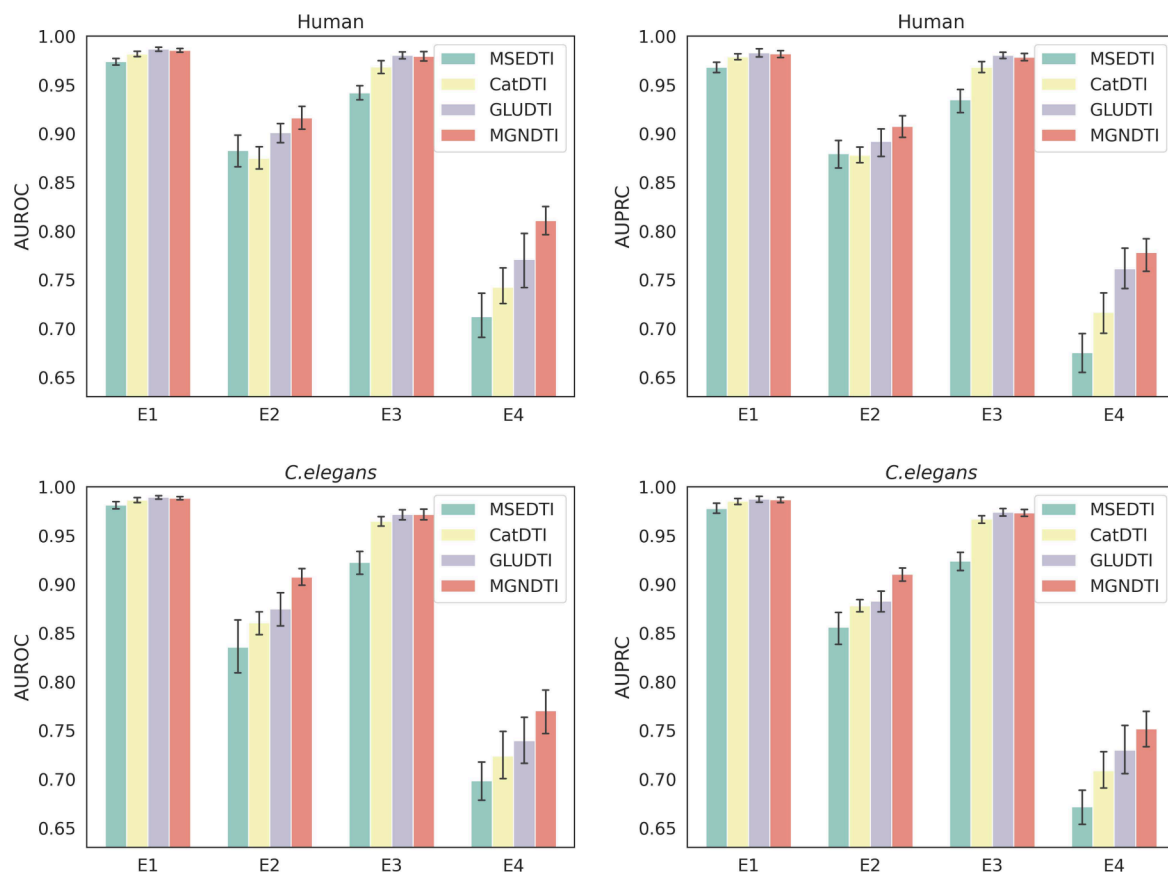 Human
1.00
0.95
0.90
0.85
0.80
0.75
0.70
0.65
AUROC
MSEDTI
CatDTI
GLUDTI
MGNDTI
E1 E2 E3 E4
Human
1.00
0.95
0.90
0.85
0.80
0.75
0.70
0.65
AUPRC
MSEDTI
CatDTI
GLUDTI
MGNDTI
E1 E2 E3 E4
C.elegans
1.00
0.95
0.90
0.85
0.80
0.75
0.70
0.65
AUROC
MSEDTI
CatDTI
GLUDTI
MGNDTI
E1 E2 E3 E4
C.elegans
1.00
0.95
0.90
0.85
0.80
0.75
0.70
0.65
AUPRC
MSEDTI
CatDTI
GLUDTI
MGNDTI
E1 E2 E3 E4